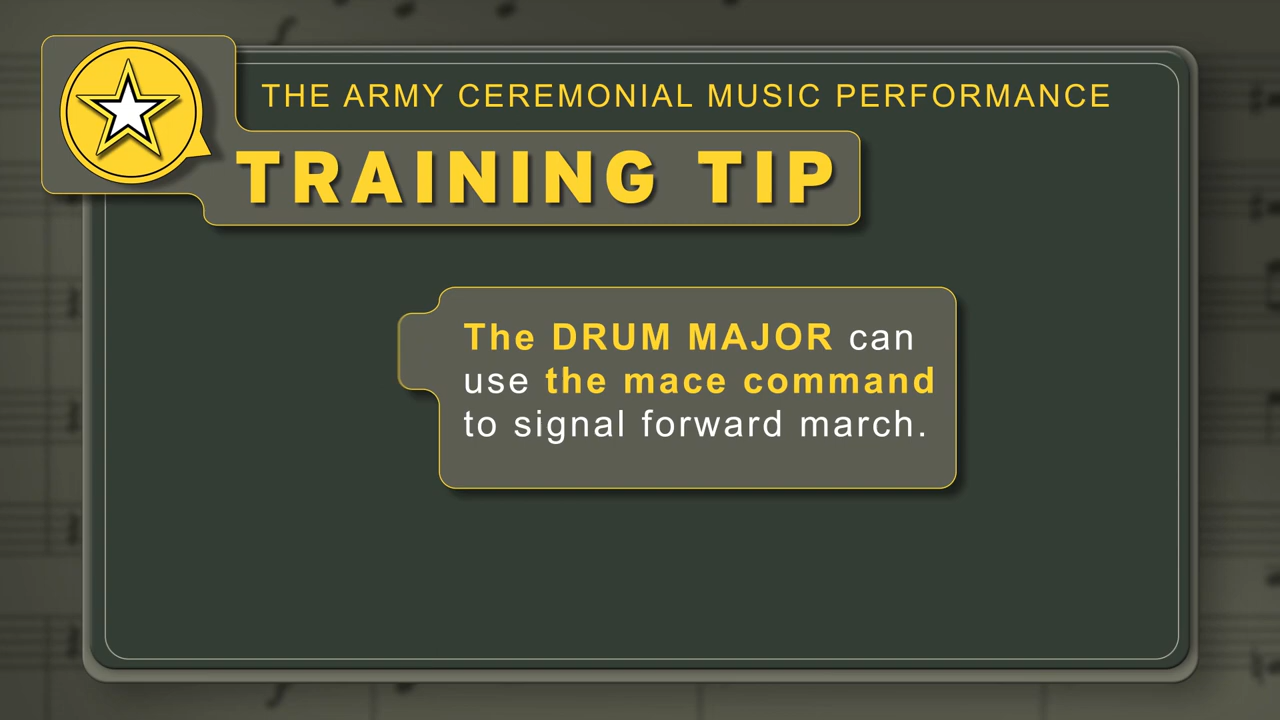 THE ARMY CEREMONIAL MUSIC PERFORMANCE
TRAINING TIP
The DRUM MAJOR can
use the mace command
to signal forward march.